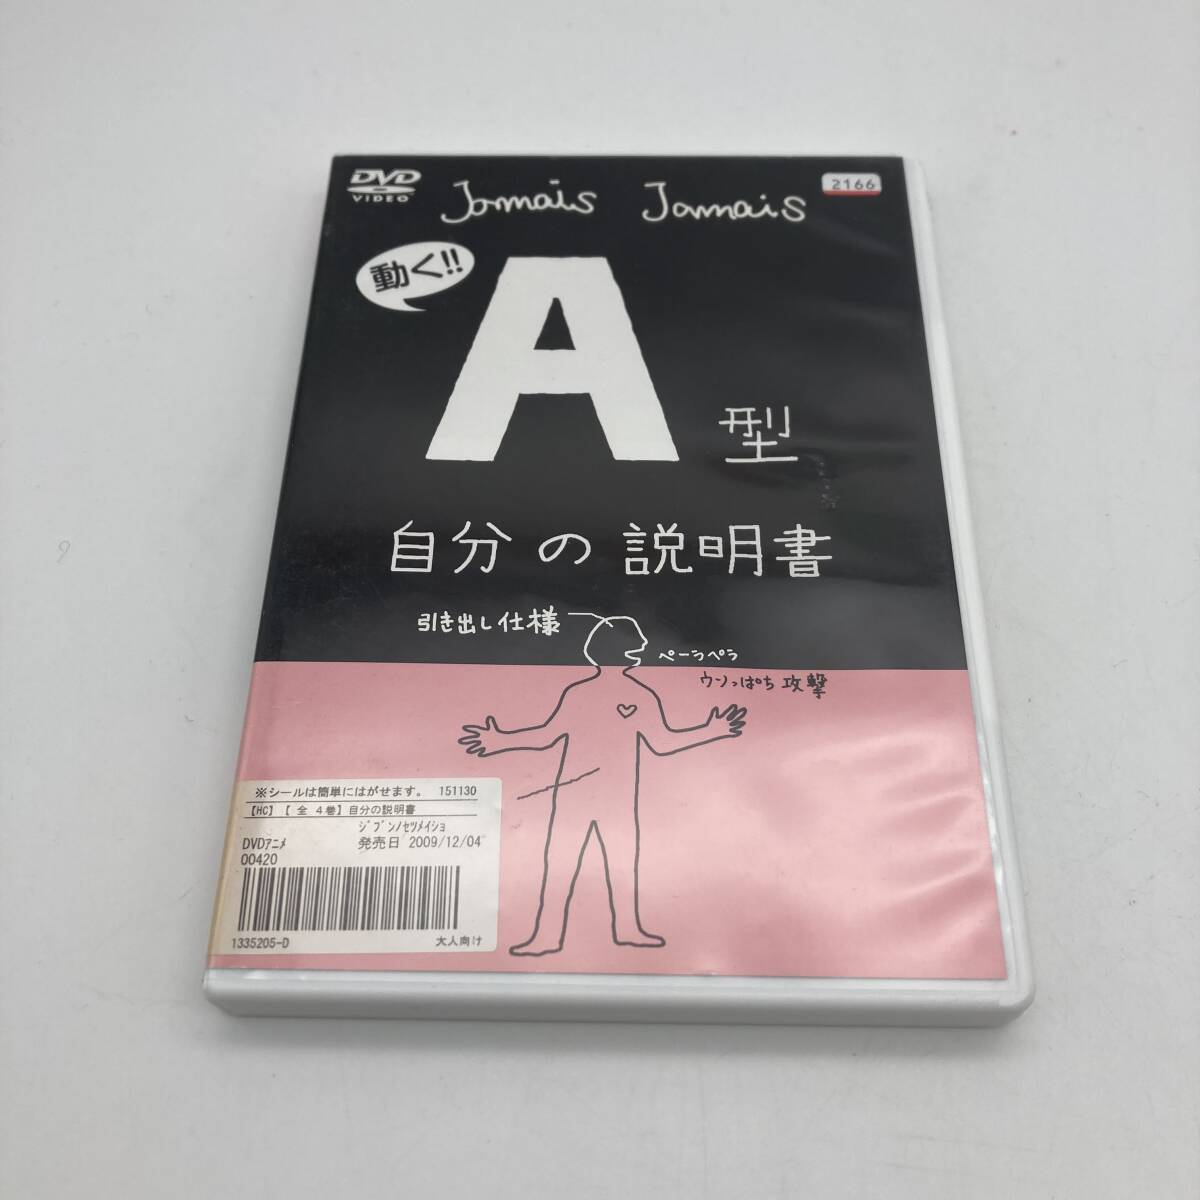 DVD
VIDEO
Jamais Jamais
2166
動く!!
A
型
自分の説明書
引き出し仕様
ペーラペラ
ウソっぱち攻撃
※シールは簡単にはがせます。 151130
【HC】【 全 4巻】自分の説明書
ｼﾞﾌﾞﾝﾉｾﾂﾒｲｼｮ
DVDｱﾆﾒ 発売日 2009/12/04
00420
1335205-D 大人向け